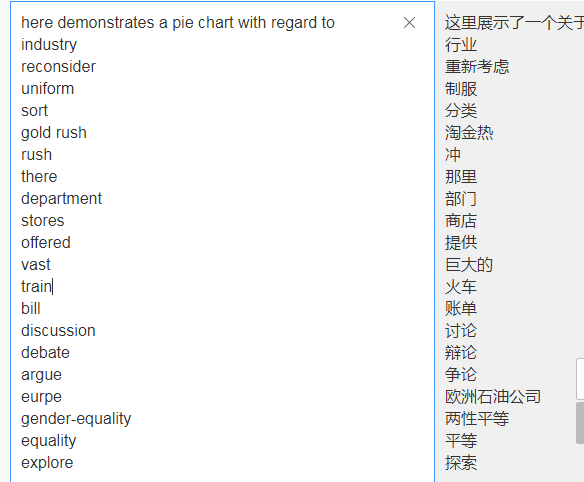 here demonstrates a pie chart with regard to
industry
reconsider
uniform
sort
gold rush
rush
there
department
stores
offered
vast
train
bill
discussion
debate
argue
eurpe
gender-equality
equality
explore
这里展示了一个关于
行业
重新考虑
制服
分类
淘金热
冲
那里
部门
商店
提供
巨大的
火车
账单
讨论
辩论
争论
欧洲石油公司
两性平等
平等
探索